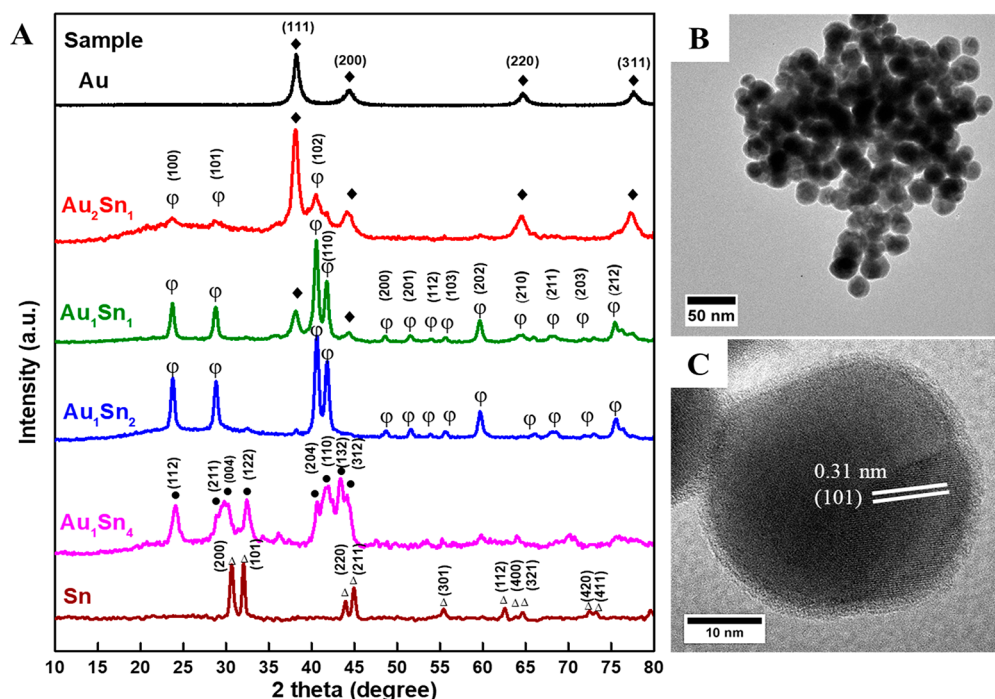 A
Sample
Au
(111)
◆
(200)
◆
(220)
◆
(311)
◆
Au₂Sn₁
(100)
φ
(101)
φ
◆
(102)
φ
◆
◆
◆
Au₁Sn₁
φ
φ
◆
φ
(110)
φ
◆
(200)
φ
(201)
φ
(112)
φ
(103)
φ
(202)
φ
(210)
φ
(211)
φ
(203)
φ
(212)
φ
Au₁Sn₂
φ
φ
φ
φ
φ
φ
φ
φ
φ
φ
φ
φ
φ
Au₁Sn₄
(112)
(211)
(004)
(122)
(204)
(110)
(132)
(312)
Sn
(200)
(101)
(220)
(211)
(301)
(112)
(400)
(321)
(420)
(411)
Intensity (a.u.)
10 15 20 25 30 35 40 45 50 55 60 65 70 75 80
2 theta (degree)
B
50 nm
C
0.31 nm
(101)
10 nm